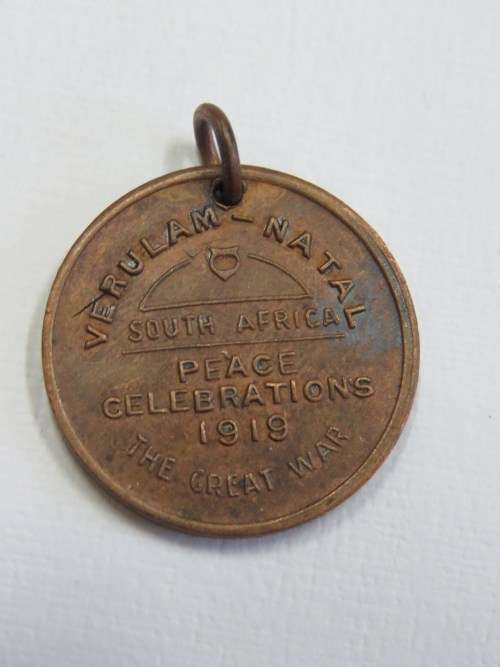 VERULAM - NATAL
SOUTH AFRICA
PEACE
CELEBRATIONS
1919
THE GREAT WAR